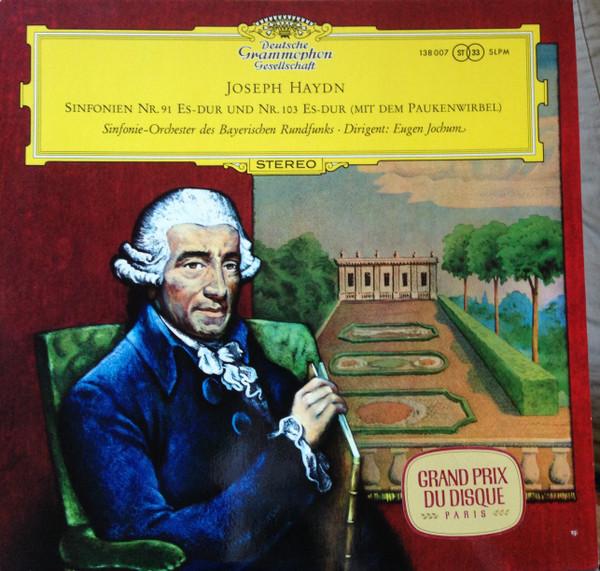 Deutsche
Grammophon
Gesellschaft
138 007 ST 33 SLPM
JOSEPH HAYDN
SINFONIEN NR. 91 ES-DUR UND NR. 103 ES-DUR (MIT DEM PAUKENWIRBEL)
Sinfonie-Orchester des Bayerischen Rundfunks · Dirigent: Eugen Jochum
STEREO
GRAND PRIX
DU DISQUE
PARIS